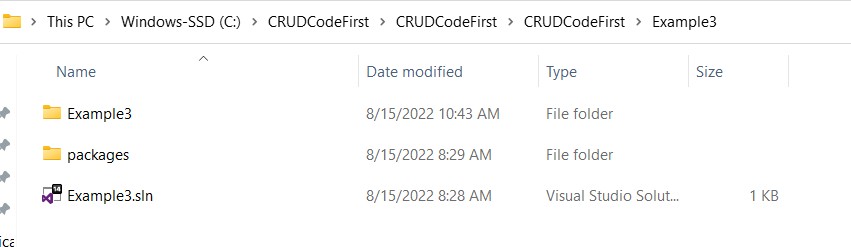 This PC > Windows-SSD (C:) > CRUDCodeFirst > CRUDCodeFirst > CRUDCodeFirst > Example3
Name Date modified Type Size
Example3 8/15/2022 10:43 AM File folder
packages 8/15/2022 8:29 AM File folder
Example3.sln 8/15/2022 8:28 AM Visual Studio Solut... 1 KB
14